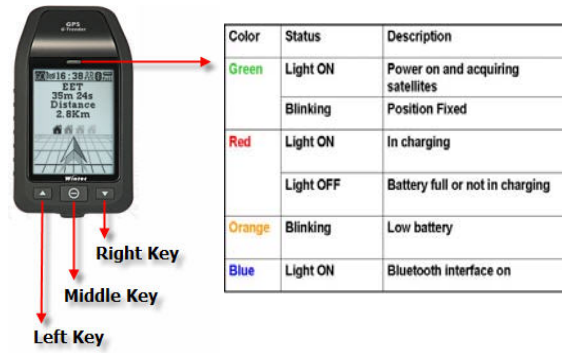 GPS
e-Trender
16:38
EET
35m 24s
Distance
2.8Km
Wintec
Right Key
Middle Key
Left Key
Color Status Description
Green Light ON Power on and acquiring
satellites
Blinking Position Fixed
Red Light ON In charging
Light OFF Battery full or not in charging
Orange Blinking Low battery
Blue Light ON Bluetooth interface on